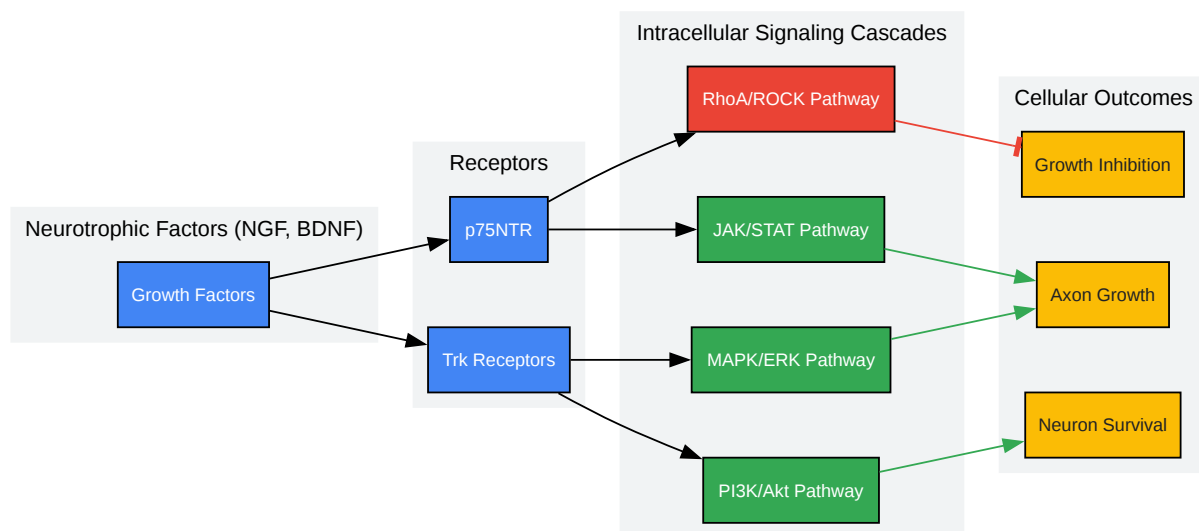 Neurotrophic Factors (NGF, BDNF)
Growth Factors
Receptors
p75NTR
Trk Receptors
Intracellular Signaling Cascades
RhoA/ROCK Pathway
JAK/STAT Pathway
MAPK/ERK Pathway
PI3K/Akt Pathway
Cellular Outcomes
Growth Inhibition
Axon Growth
Neuron Survival